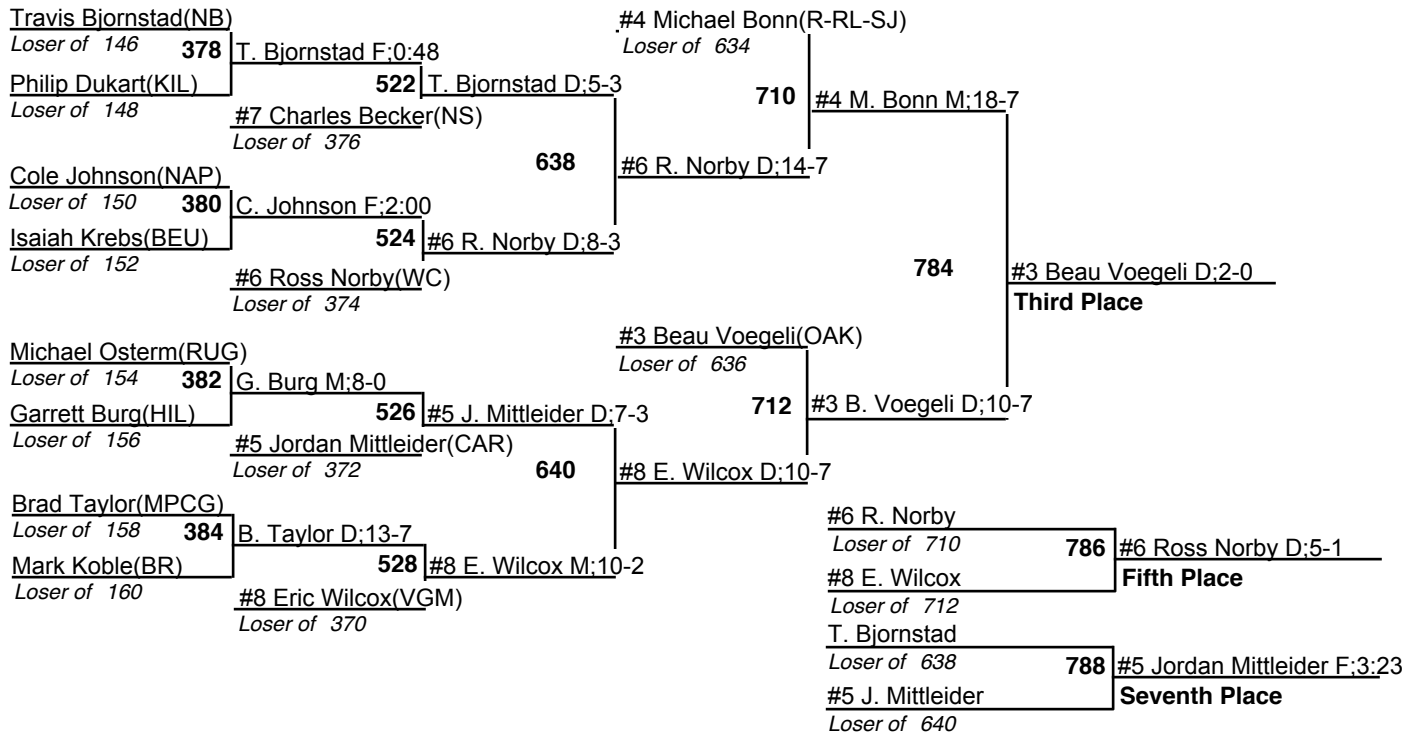 Travis Bjornstad(NB)
Loser of 146
378
Philip Dukart(KIL)
Loser of 148
T. Bjornstad F;0:48
522
#7 Charles Becker(NS)
Loser of 376
T. Bjornstad D;5-3
Cole Johnson(NAP)
Loser of 150
380
Isaiah Krebs(BEU)
Loser of 152
C. Johnson F;2:00
524
#6 Ross Norby(WC)
Loser of 374
#6 R. Norby D;8-3
638
#4 Michael Bonn(R-RL-SJ)
Loser of 634
710
#6 R. Norby D;14-7
#4 M. Bonn M;18-7
Michael Osterm(RUG)
Loser of 154
382
Garrett Burg(HIL)
Loser of 156
G. Burg M;8-0
526
#5 Jordan Mittleider(CAR)
Loser of 372
#5 J. Mittleider D;7-3
Brad Taylor(MPCG)
Loser of 158
384
Mark Koble(BR)
Loser of 160
B. Taylor D;13-7
528
#8 Eric Wilcox(VGM)
Loser of 370
#8 E. Wilcox M;10-2
640
#3 Beau Voegeli(OAK)
Loser of 636
712
#8 E. Wilcox D;10-7
#3 B. Voegeli D;10-7
784
#3 Beau Voegeli D;2-0
Third Place
#6 R. Norby
Loser of 710
786
#8 E. Wilcox
Loser of 712
#6 Ross Norby D;5-1
Fifth Place
T. Bjornstad
Loser of 638
788
#5 J. Mittleider
Loser of 640
#5 Jordan Mittleider F;3:23
Seventh Place